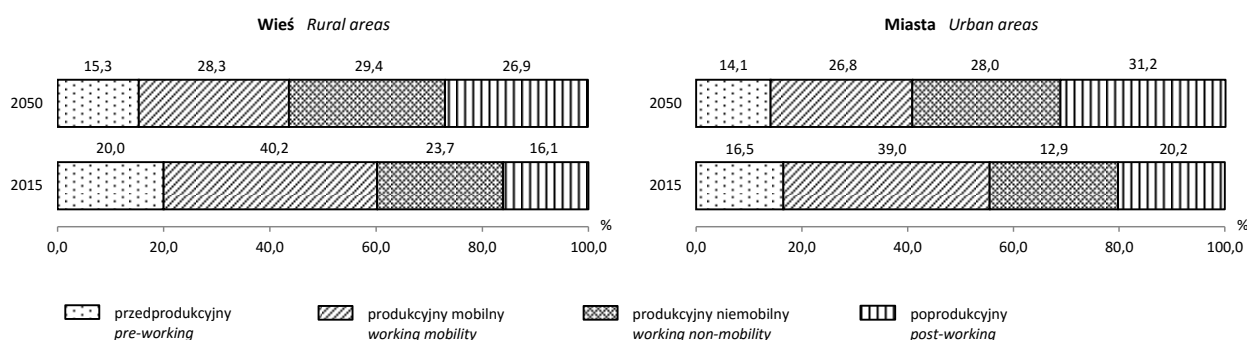 Wieś Rural areas
15,3 28,3 29,4 26,9
2050
20,0 40,2 23,7 16,1
2015
%
0,0 20,0 40,0 60,0 80,0 100,0
Miasta Urban areas
14,1 26,8 28,0 31,2
2050
16,5 39,0 12,9 20,2
2015
%
0,0 20,0 40,0 60,0 80,0 100,0
przedprodukcyjny
pre-working
produkcyjny mobilny
working mobility
produkcyjny niemobilny
working non-mobility
poprodukcyjny
post-working